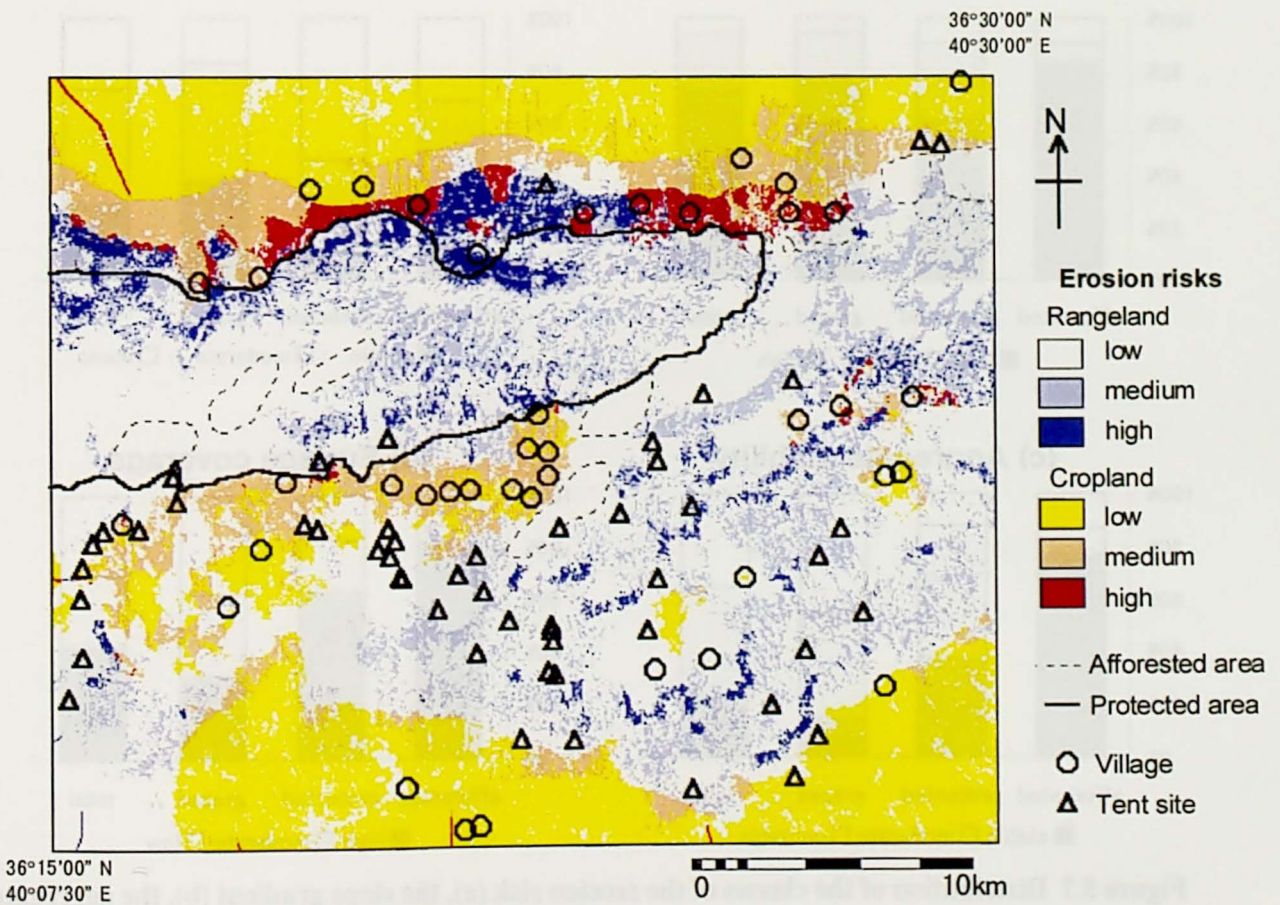 36°30'00" N
40°30'00" E
N
Erosion risks
Rangeland
low
medium
high
Cropland
low
medium
high
Afforested area
Protected area
Village
Tent site
36°15'00" N
40°07'30" E
0 10km